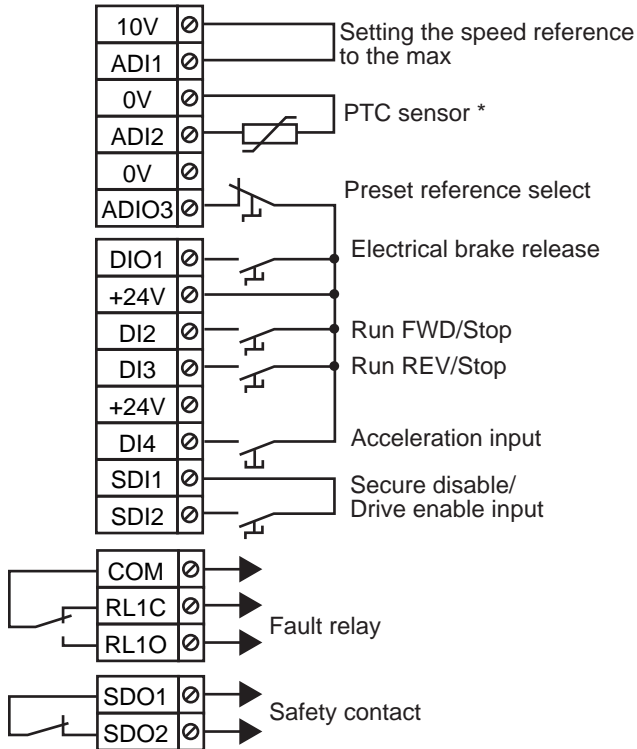 10V
Setting the speed reference
to the max
ADI1
0V
PTC sensor *
ADI2
0V
Preset reference select
ADIO3
Electrical brake release
DIO1
+24V
DI2
Run FWD/Stop
DI3
Run REV/Stop
+24V
DI4
Acceleration input
SDI1
Secure disable/
Drive enable input
SDI2
COM
RL1C
Fault relay
RL1O
SDO1
Safety contact
SDO2